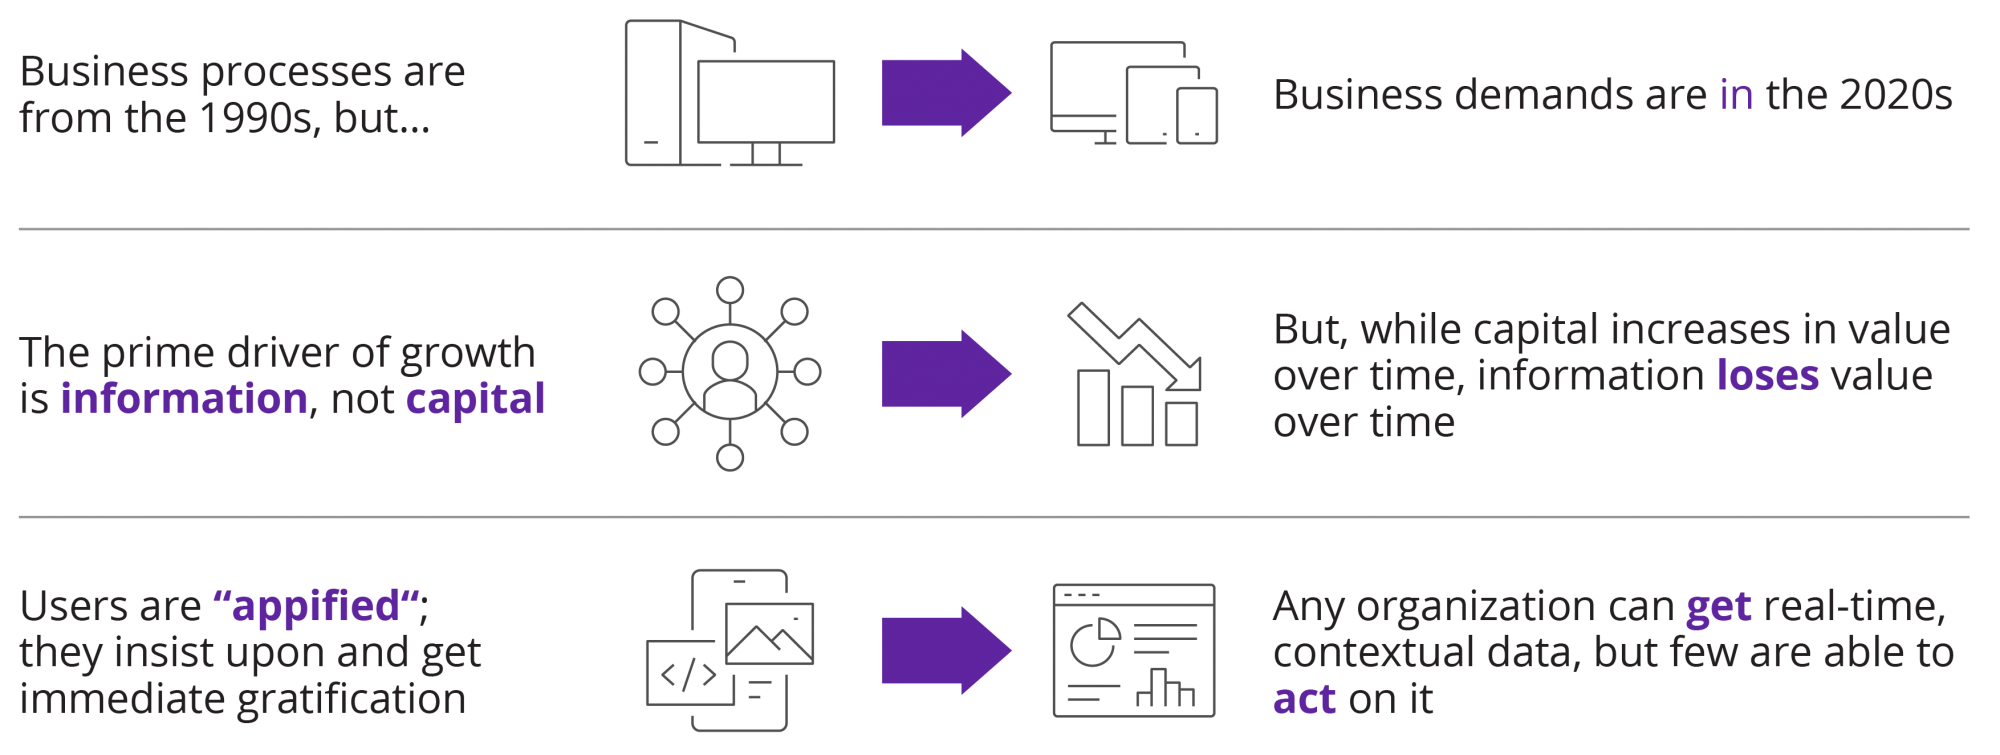 Business processes are
from the 1990s, but...
Business demands are in the 2020s
The prime driver of growth
is information, not capital
But, while capital increases in value
over time, information loses value
over time
Users are “appified“;
they insist upon and get
immediate gratification
</>
Any organization can get real-time,
contextual data, but few are able to
act on it